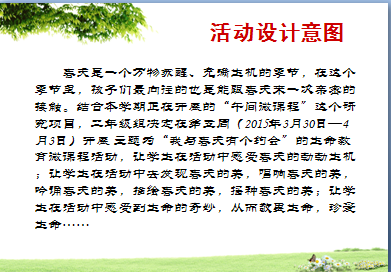 活动设计意图
春天是一个万物苏醒、充满生机的季节，在这个
季节里，孩子们最向往的也是能跟春天来一次亲密的
接触。结合本学期正在开展的“午间微课程”这个研
究项目，二年级组决定在第五周（2015年3月30日—4
月3日）开展主题为“我与春天有个约会”的生命教
育微课程活动，让学生在活动中感受春天的勃勃生机
；让学生在活动中去发现春天的美，唱响春天的美，
吟诵春天的美，描绘春天的美，播种春天的美；让学
生在活动中感受到生命的奇妙，从而敬畏生命，珍爱
生命……